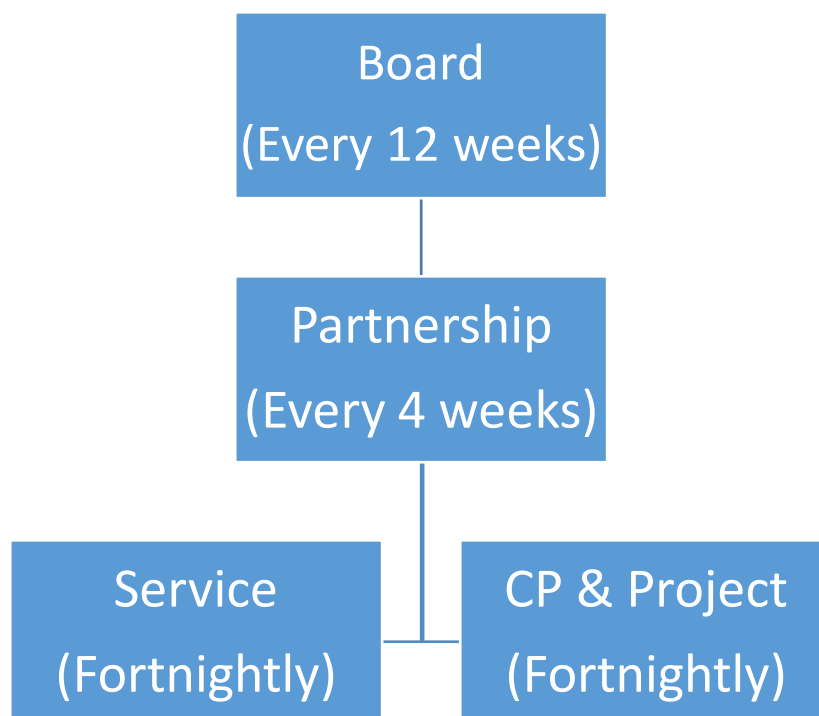 Board
(Every 12 weeks)
Partnership
(Every 4 weeks)
Service
(Fortnightly)
CP & Project
(Fortnightly)